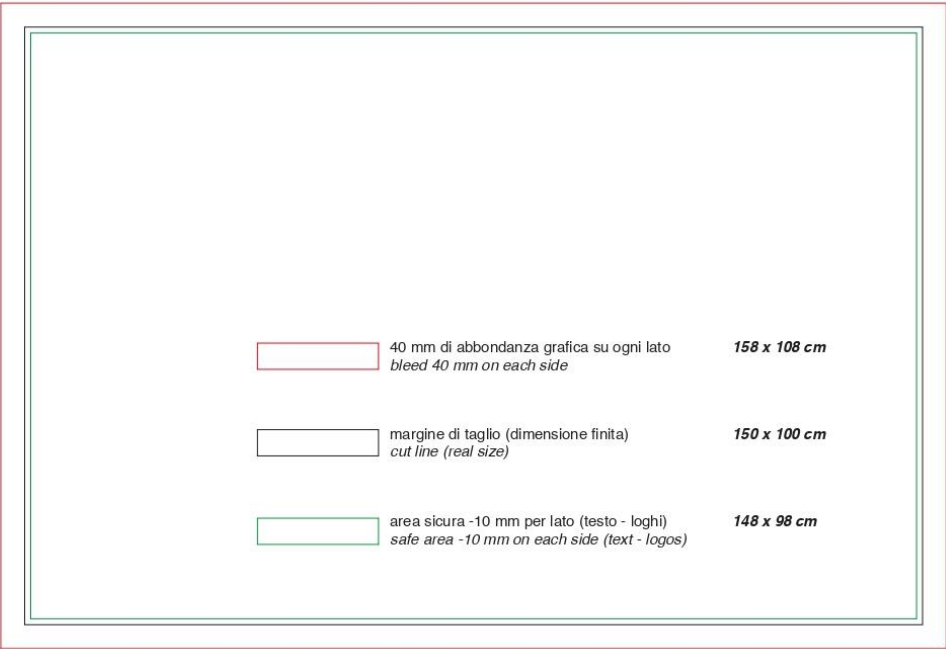 40 mm di abbondanza grafica su ogni lato 158 x 108 cm
bleed 40 mm on each side
margine di taglio (dimensione finita) 150 x 100 cm
cut line (real size)
area sicura -10 mm per lato (testo - loghi) 148 x 98 cm
safe area -10 mm on each side (text - logos)